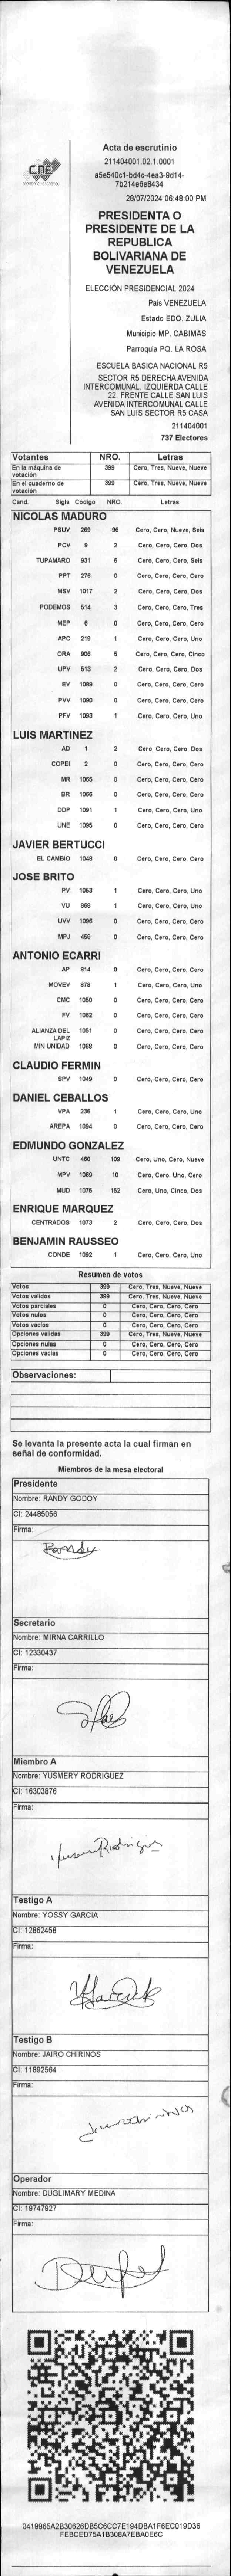 CNE
Acta de escrutinio
211404001.02.1.0001
a5e540c1-bd4c-4ea3-9d14-
7b214e6e8434
28/07/2024 06:48:00 PM
PRESIDENTA O
PRESIDENTE DE LA
REPUBLICA
BOLIVARIANA DE
VENEZUELA
ELECCIÓN PRESIDENCIAL 2024
Pais VENEZUELA
Estado EDO. ZULIA
Municipio MP. CABIMAS
Parroquia PQ. LA ROSA
ESCUELA BASICA NACIONAL R5
SECTOR R5 DERECHA AVENIDA
INTERCOMUNAL. IZQUIERDA CALLE
22. FRENTE CALLE SAN LUIS
AVENIDA INTERCOMUNAL CALLE
SAN LUIS SECTOR R5 CASA
211404001
737 Electores
Votantes NRO. Letras
En la máquina de votación 399 Cero, Tres, Nueve, Nueve
En el cuaderno de votación 399 Cero, Tres, Nueve, Nueve
Cand. Sigla Código NRO. Letras
NICOLAS MADURO
PSUV 269 96 Cero, Cero, Nueve, Seis
PCV 9 2 Cero, Cero, Cero, Dos
TUPAMARO 931 6 Cero, Cero, Cero, Seis
PPT 276 0 Cero, Cero, Cero, Cero
MSV 1017 2 Cero, Cero, Cero, Dos
PODEMOS 514 3 Cero, Cero, Cero, Tres
MEP 6 0 Cero, Cero, Cero, Cero
APC 219 1 Cero, Cero, Cero, Uno
ORA 906 5 Cero, Cero, Cero, Cinco
UPV 513 2 Cero, Cero, Cero, Dos
EV 1089 0 Cero, Cero, Cero, Cero
PVV 1090 0 Cero, Cero, Cero, Cero
PFV 1093 1 Cero, Cero, Cero, Uno
LUIS MARTINEZ
AD 1 2 Cero, Cero, Cero, Dos
COPEI 2 0 Cero, Cero, Cero, Cero
MR 1065 0 Cero, Cero, Cero, Cero
BR 1066 0 Cero, Cero, Cero, Cero
DDP 1091 1 Cero, Cero, Cero, Uno
UNE 1095 0 Cero, Cero, Cero, Cero
JAVIER BERTUCCI
EL CAMBIO 1048 0 Cero, Cero, Cero, Cero
JOSE BRITO
PV 1053 1 Cero, Cero, Cero, Uno
VU 868 1 Cero, Cero, Cero, Uno
UVV 1096 0 Cero, Cero, Cero, Cero
MPJ 459 0 Cero, Cero, Cero, Cero
ANTONIO ECARRI
AP 814 0 Cero, Cero, Cero, Cero
MOVEV 878 1 Cero, Cero, Cero, Uno
CMC 1050 0 Cero, Cero, Cero, Cero
FV 1062 0 Cero, Cero, Cero, Cero
ALIANZA DEL LAPIZ 1051 0 Cero, Cero, Cero, Cero
MIN UNIDAD 1068 0 Cero, Cero, Cero, Cero
CLAUDIO FERMIN
SPV 1049 0 Cero, Cero, Cero, Cero
DANIEL CEBALLOS
VPA 236 1 Cero, Cero, Cero, Uno
AREPA 1094 0 Cero, Cero, Cero, Cero
EDMUNDO GONZALEZ
UNTC 460 109 Cero, Uno, Cero, Nueve
MPV 1069 10 Cero, Cero, Uno, Cero
MUD 1075 152 Cero, Uno, Cinco, Dos
ENRIQUE MARQUEZ
CENTRADOS 1073 2 Cero, Cero, Cero, Dos
BENJAMIN RAUSSEO
CONDE 1092 1 Cero, Cero, Cero, Uno
Resumen de votos
Votos 399 Cero, Tres, Nueve, Nueve
Votos validos 399 Cero, Tres, Nueve, Nueve
Votos parciales 0 Cero, Cero, Cero, Cero
Votos nulos 0 Cero, Cero, Cero, Cero
Votos vacios 0 Cero, Cero, Cero, Cero
Opciones validas 399 Cero, Tres, Nueve, Nueve
Opciones nulas 0 Cero, Cero, Cero, Cero
Opciones vacias 0 Cero, Cero, Cero, Cero
Observaciones:
Se levanta la presente acta la cual firman en
señal de conformidad.
Miembros de la mesa electoral
Presidente
Nombre: RANDY GODOY
CI: 24485056
Firma:
Randy
Secretario
Nombre: MIRNA CARRILLO
CI: 12330437
Firma:
Miembro A
Nombre: YUSMERY RODRIGUEZ
CI: 16303876
Firma:
Testigo A
Nombre: YOSSY GARCIA
CI: 12862458
Firma:
Testigo B
Nombre: JAIRO CHIRINOS
CI: 11892564
Firma:
Operador
Nombre: DUGLIMARY MEDINA
CI: 19747927
Firma:
0419965A2B30626DB5C6CC7E194DBA1F6EC019D36
FEBCED75A1B308A7EBA0E6C